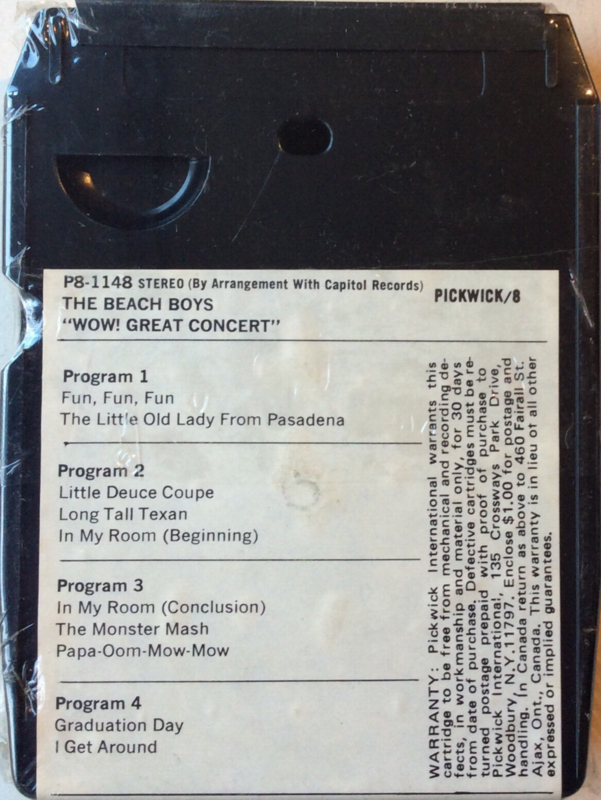 P8-1148 STEREO (By Arrangement With Capitol Records)
PICKWICK/8
THE BEACH BOYS
"WOW! GREAT CONCERT"
Program 1
Fun, Fun, Fun
The Little Old Lady From Pasadena
Program 2
Little Deuce Coupe
Long Tall Texan
In My Room (Beginning)
Program 3
In My Room (Conclusion)
The Monster Mash
Papa-Oom-Mow-Mow
Program 4
Graduation Day
I Get Around
WARRANTY: Pickwick International warrants this
cartridge to be free from mechanical and recording de-
fects, in workmanship and material only, for 30 days
from date of purchase. Defective cartridges must be re-
turned postage prepaid with proof of purchase to
Pickwick International, 135 Crossways Park Drive,
Woodbury, N.Y. 11797. Enclose $1.00 for postage and
handling. In Canada return as above to 460 Fairall St.
Ajax, Ont., Canada. This warranty is in lieu of all other
expressed or implied guarantees.